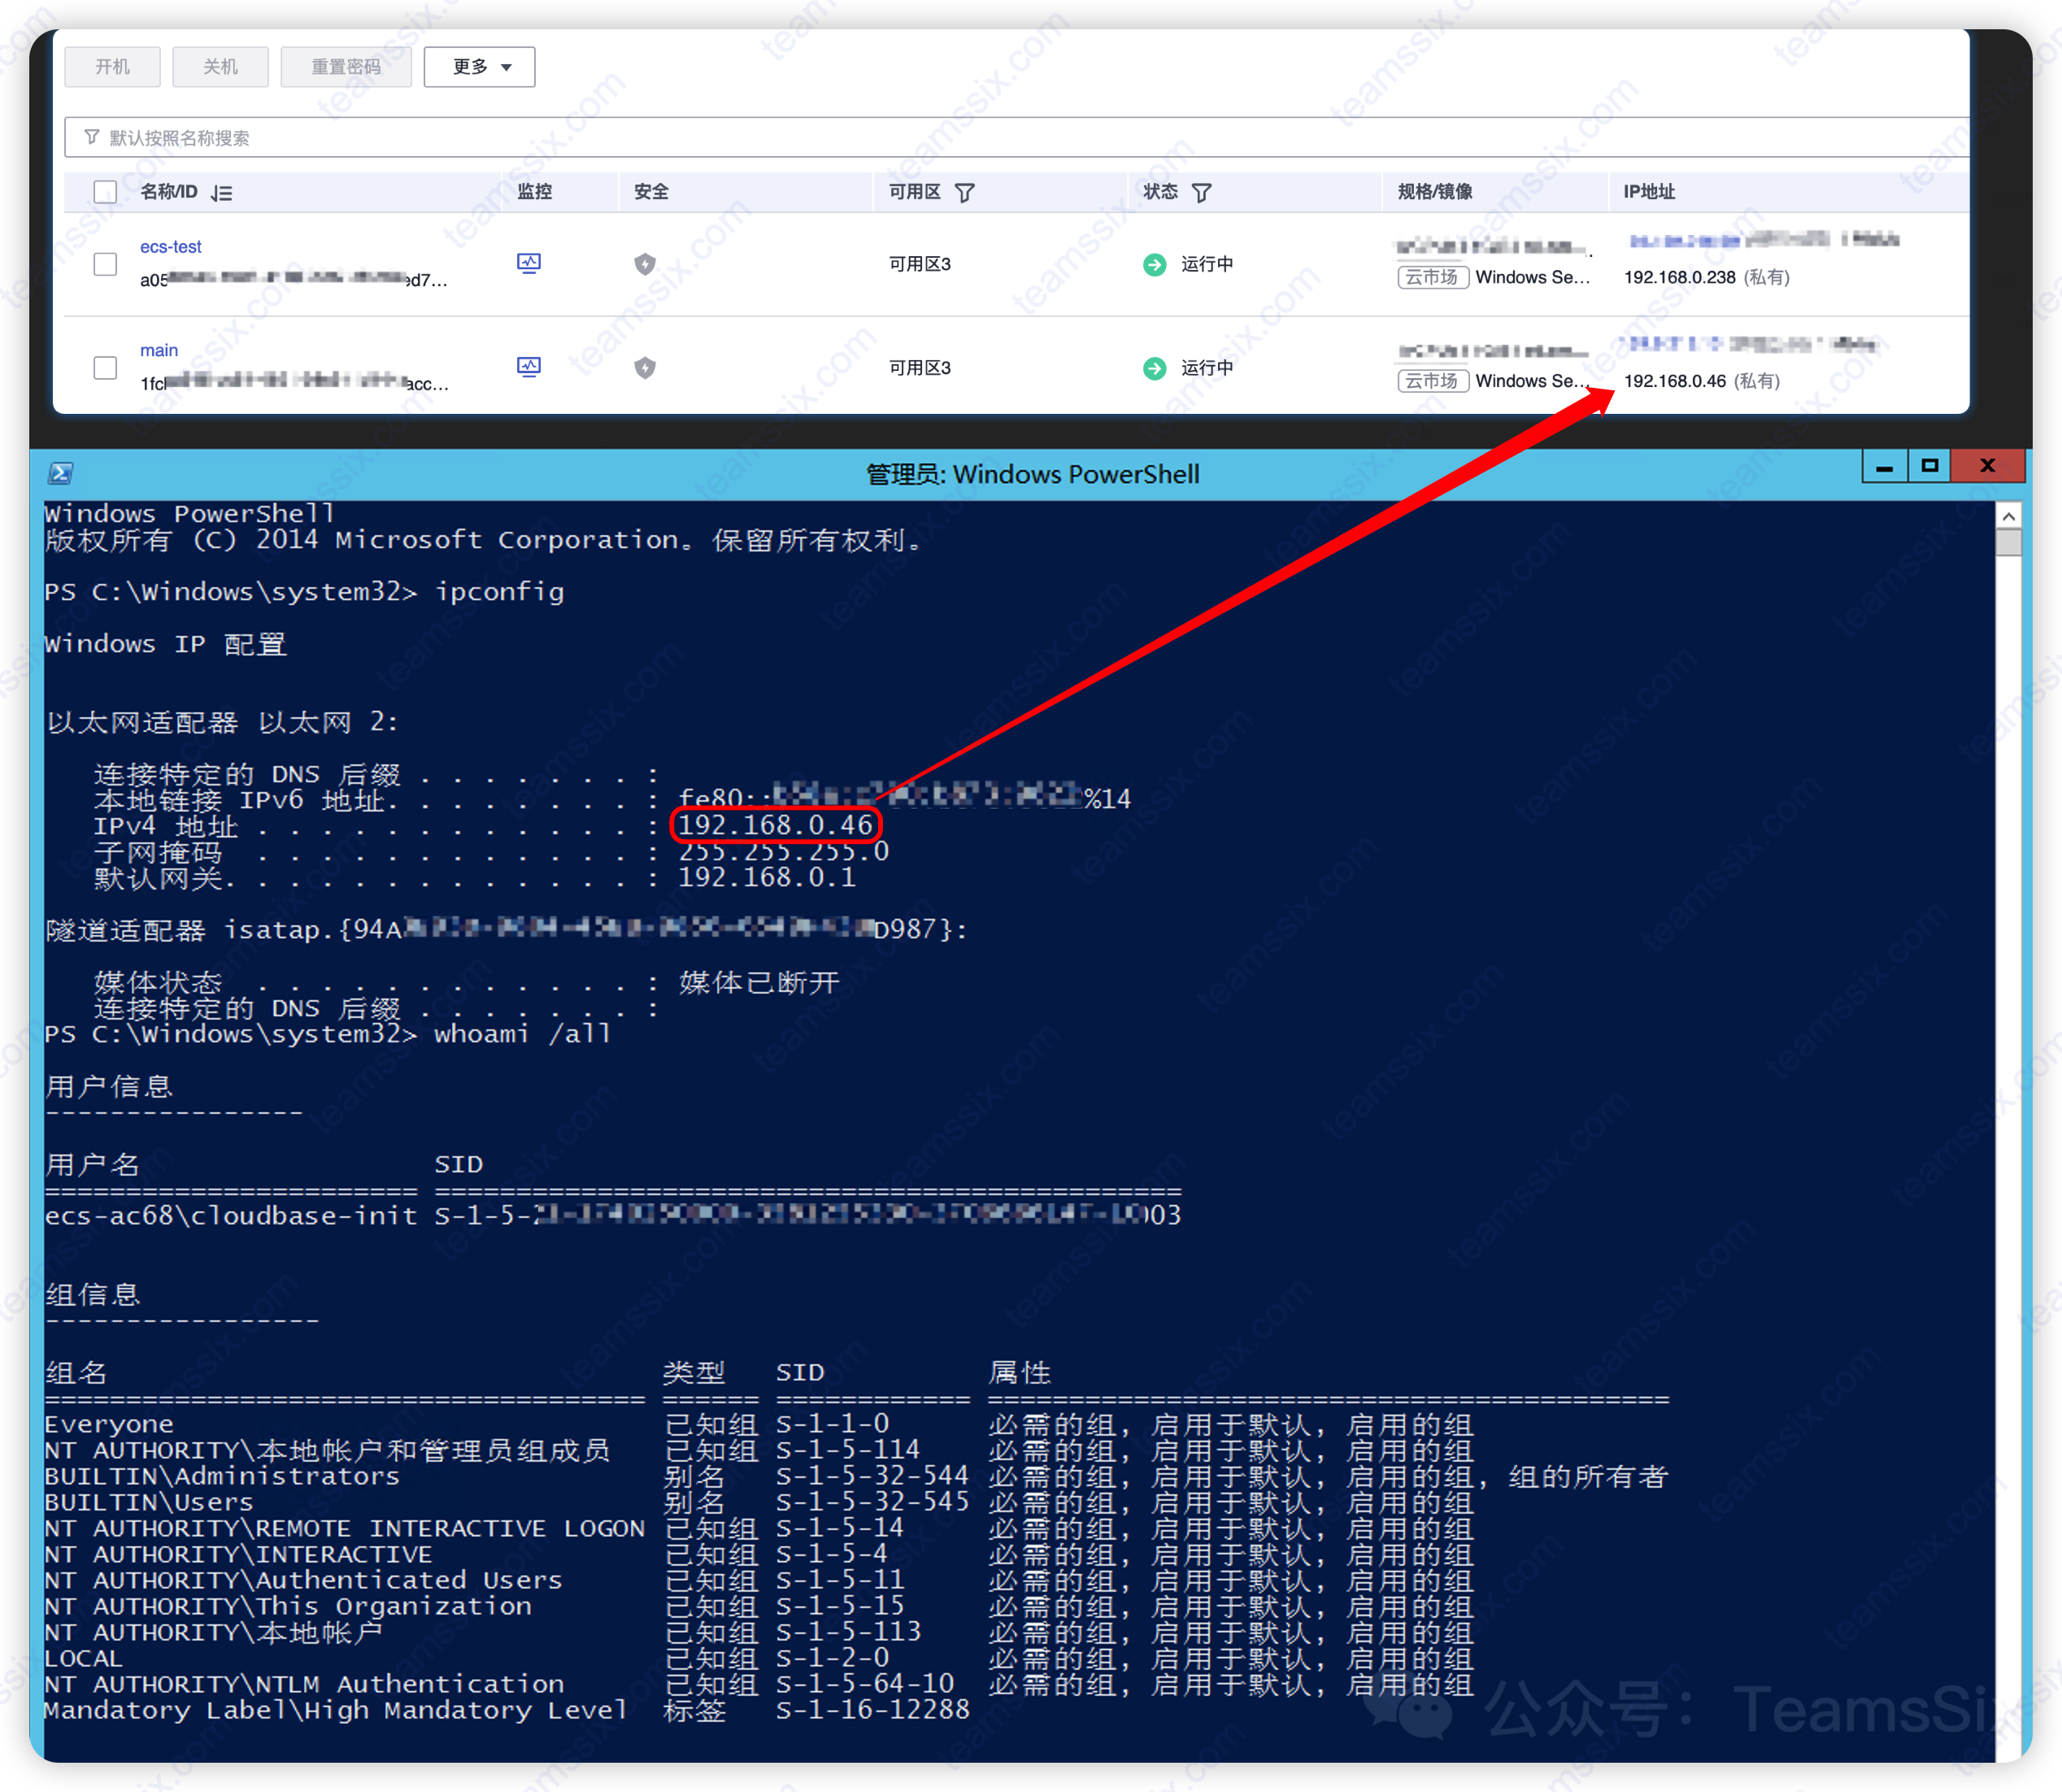 开机 关机 重置密码 更多
默认按照名称搜索
名称/ID 监控 安全 可用区 状态 规格/镜像 IP地址
ecs-test
a05 ed7... 可用区3 运行中 云市场 Windows Se... 192.168.0.238 (私有)
main
1fc acc... 可用区3 运行中 云市场 Windows Se... 192.168.0.46 (私有)
管理员: Windows PowerShell
Windows PowerShell
版权所有 (C) 2014 Microsoft Corporation。保留所有权利。
PS C:\Windows\system32> ipconfig
Windows IP 配置
以太网适配器 以太网 2:
连接特定的 DNS 后缀 . . . . . . . :
本地链接 IPv6 地址. . . . . . . . : fe80:: %14
IPv4 地址 . . . . . . . . . . . . : 192.168.0.46
子网掩码 . . . . . . . . . . . . : 255.255.255.0
默认网关. . . . . . . . . . . . . : 192.168.0.1
隧道适配器 isatap.{94A D987}:
媒体状态 . . . . . . . . . . . . : 媒体已断开
连接特定的 DNS 后缀 . . . . . . . :
PS C:\Windows\system32> whoami /all
用户信息
----------------
用户名 SID
======================= ==============================================
ecs-ac68\cloudbase-init S-1-5- 003
组信息
-----------------
组名 类型 SID 属性
===================================== ====== ============ ==========================================
Everyone 已知组 S-1-1-0 必需的组, 启用于默认, 启用的组
NT AUTHORITY\本地帐户和管理员组成员 已知组 S-1-5-114 必需的组, 启用于默认, 启用的组
BUILTIN\Administrators 别名 S-1-5-32-544 必需的组, 启用于默认, 启用的组, 组的所有者
BUILTIN\Users 别名 S-1-5-32-545 必需的组, 启用于默认, 启用的组
NT AUTHORITY\REMOTE INTERACTIVE LOGON 已知组 S-1-5-14 必需的组, 启用于默认, 启用的组
NT AUTHORITY\INTERACTIVE 已知组 S-1-5-4 必需的组, 启用于默认, 启用的组
NT AUTHORITY\Authenticated Users 已知组 S-1-5-11 必需的组, 启用于默认, 启用的组
NT AUTHORITY\This Organization 已知组 S-1-5-15 必需的组, 启用于默认, 启用的组
NT AUTHORITY\本地帐户 已知组 S-1-5-113 必需的组, 启用于默认, 启用的组
LOCAL 已知组 S-1-2-0 必需的组, 启用于默认, 启用的组
NT AUTHORITY\NTLM Authentication 已知组 S-1-5-64-10 必需的组, 启用于默认, 启用的组
Mandatory Label\High Mandatory Level 标签 S-1-16-12288
公众号: TeamsSix
teamssix.com